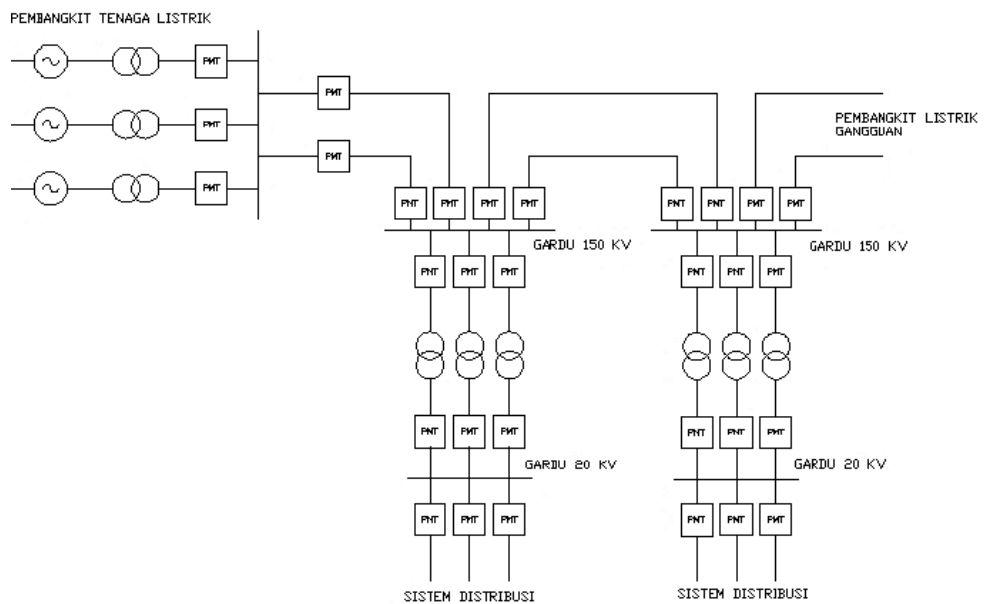 PEMBANGKIT TENAGA LISTRIK
PMT
PMT
PMT
PEMBANGKIT LISTRIK
GANGGUAN
PMT
PMT
PMT PMT PMT PMT PMT PMT PMT PMT
GARDU 150 KV GARDU 150 KV
PMT PMT PMT PMT PMT PMT
PMT PMT PMT PMT PMT PMT
GARDU 20 KV GARDU 20 KV
PMT PMT PMT PMT PMT PMT
SISTEM DISTRIBUSI SISTEM DISTRIBUSI